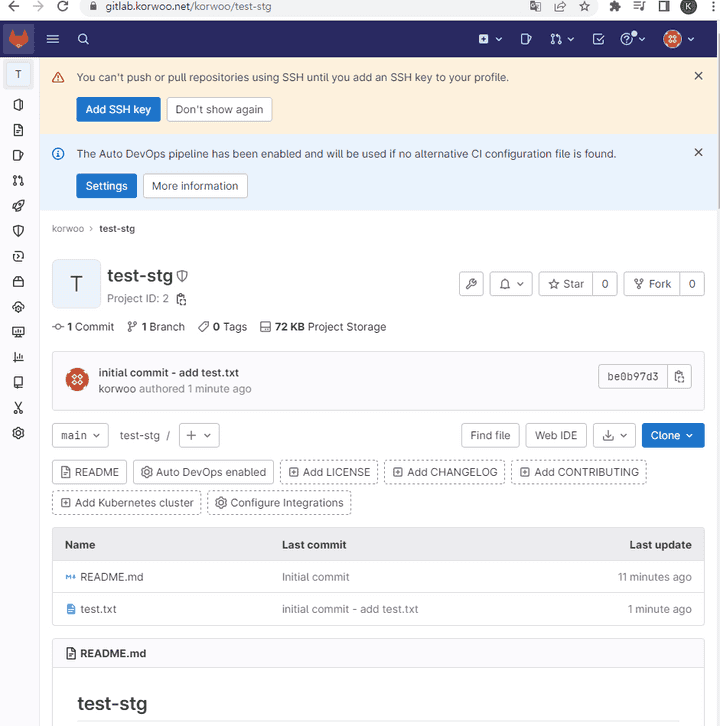 gitlab.korwoo.net/korwoo/test-stg
K
T
You can't push or pull repositories using SSH until you add an SSH key to your profile.
Add SSH key Don't show again
The Auto DevOps pipeline has been enabled and will be used if no alternative CI configuration file is found.
Settings More information
korwoo > test-stg
T
test-stg
Project ID: 2
Star 0 Fork 0
1 Commit 1 Branch 0 Tags 72 KB Project Storage
initial commit - add test.txt
korwoo authored 1 minute ago
be0b97d3
main test-stg / + Find file Web IDE Clone
README Auto DevOps enabled Add LICENSE Add CHANGELOG Add CONTRIBUTING
Add Kubernetes cluster Configure Integrations
Name Last commit Last update
README.md Initial commit 11 minutes ago
test.txt initial commit - add test.txt 1 minute ago
README.md
test-stg